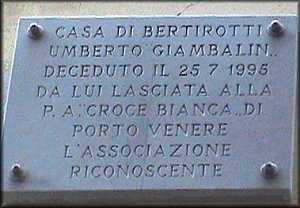 CASA DI BERTIROTTI
UMBERTO "GIAMBALIN„
DECEDUTO IL 25 7 1995
DA LUI LASCIATA ALLA
P. A. "CROCE BIANCA„ DI
PORTO VENERE
L'ASSOCIAZIONE
RICONOSCENTE